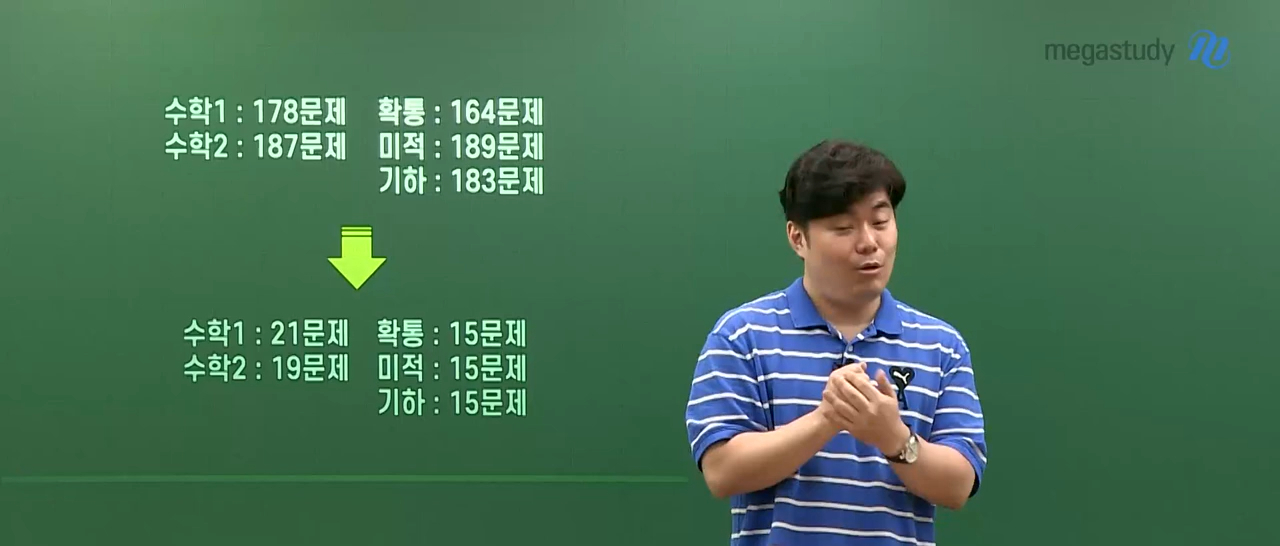 megastudy
수학1 : 178문제 확통 : 164문제
수학2 : 187문제 미적 : 189문제
기하 : 183문제
수학1 : 21문제 확통 : 15문제
수학2 : 19문제 미적 : 15문제
기하 : 15문제